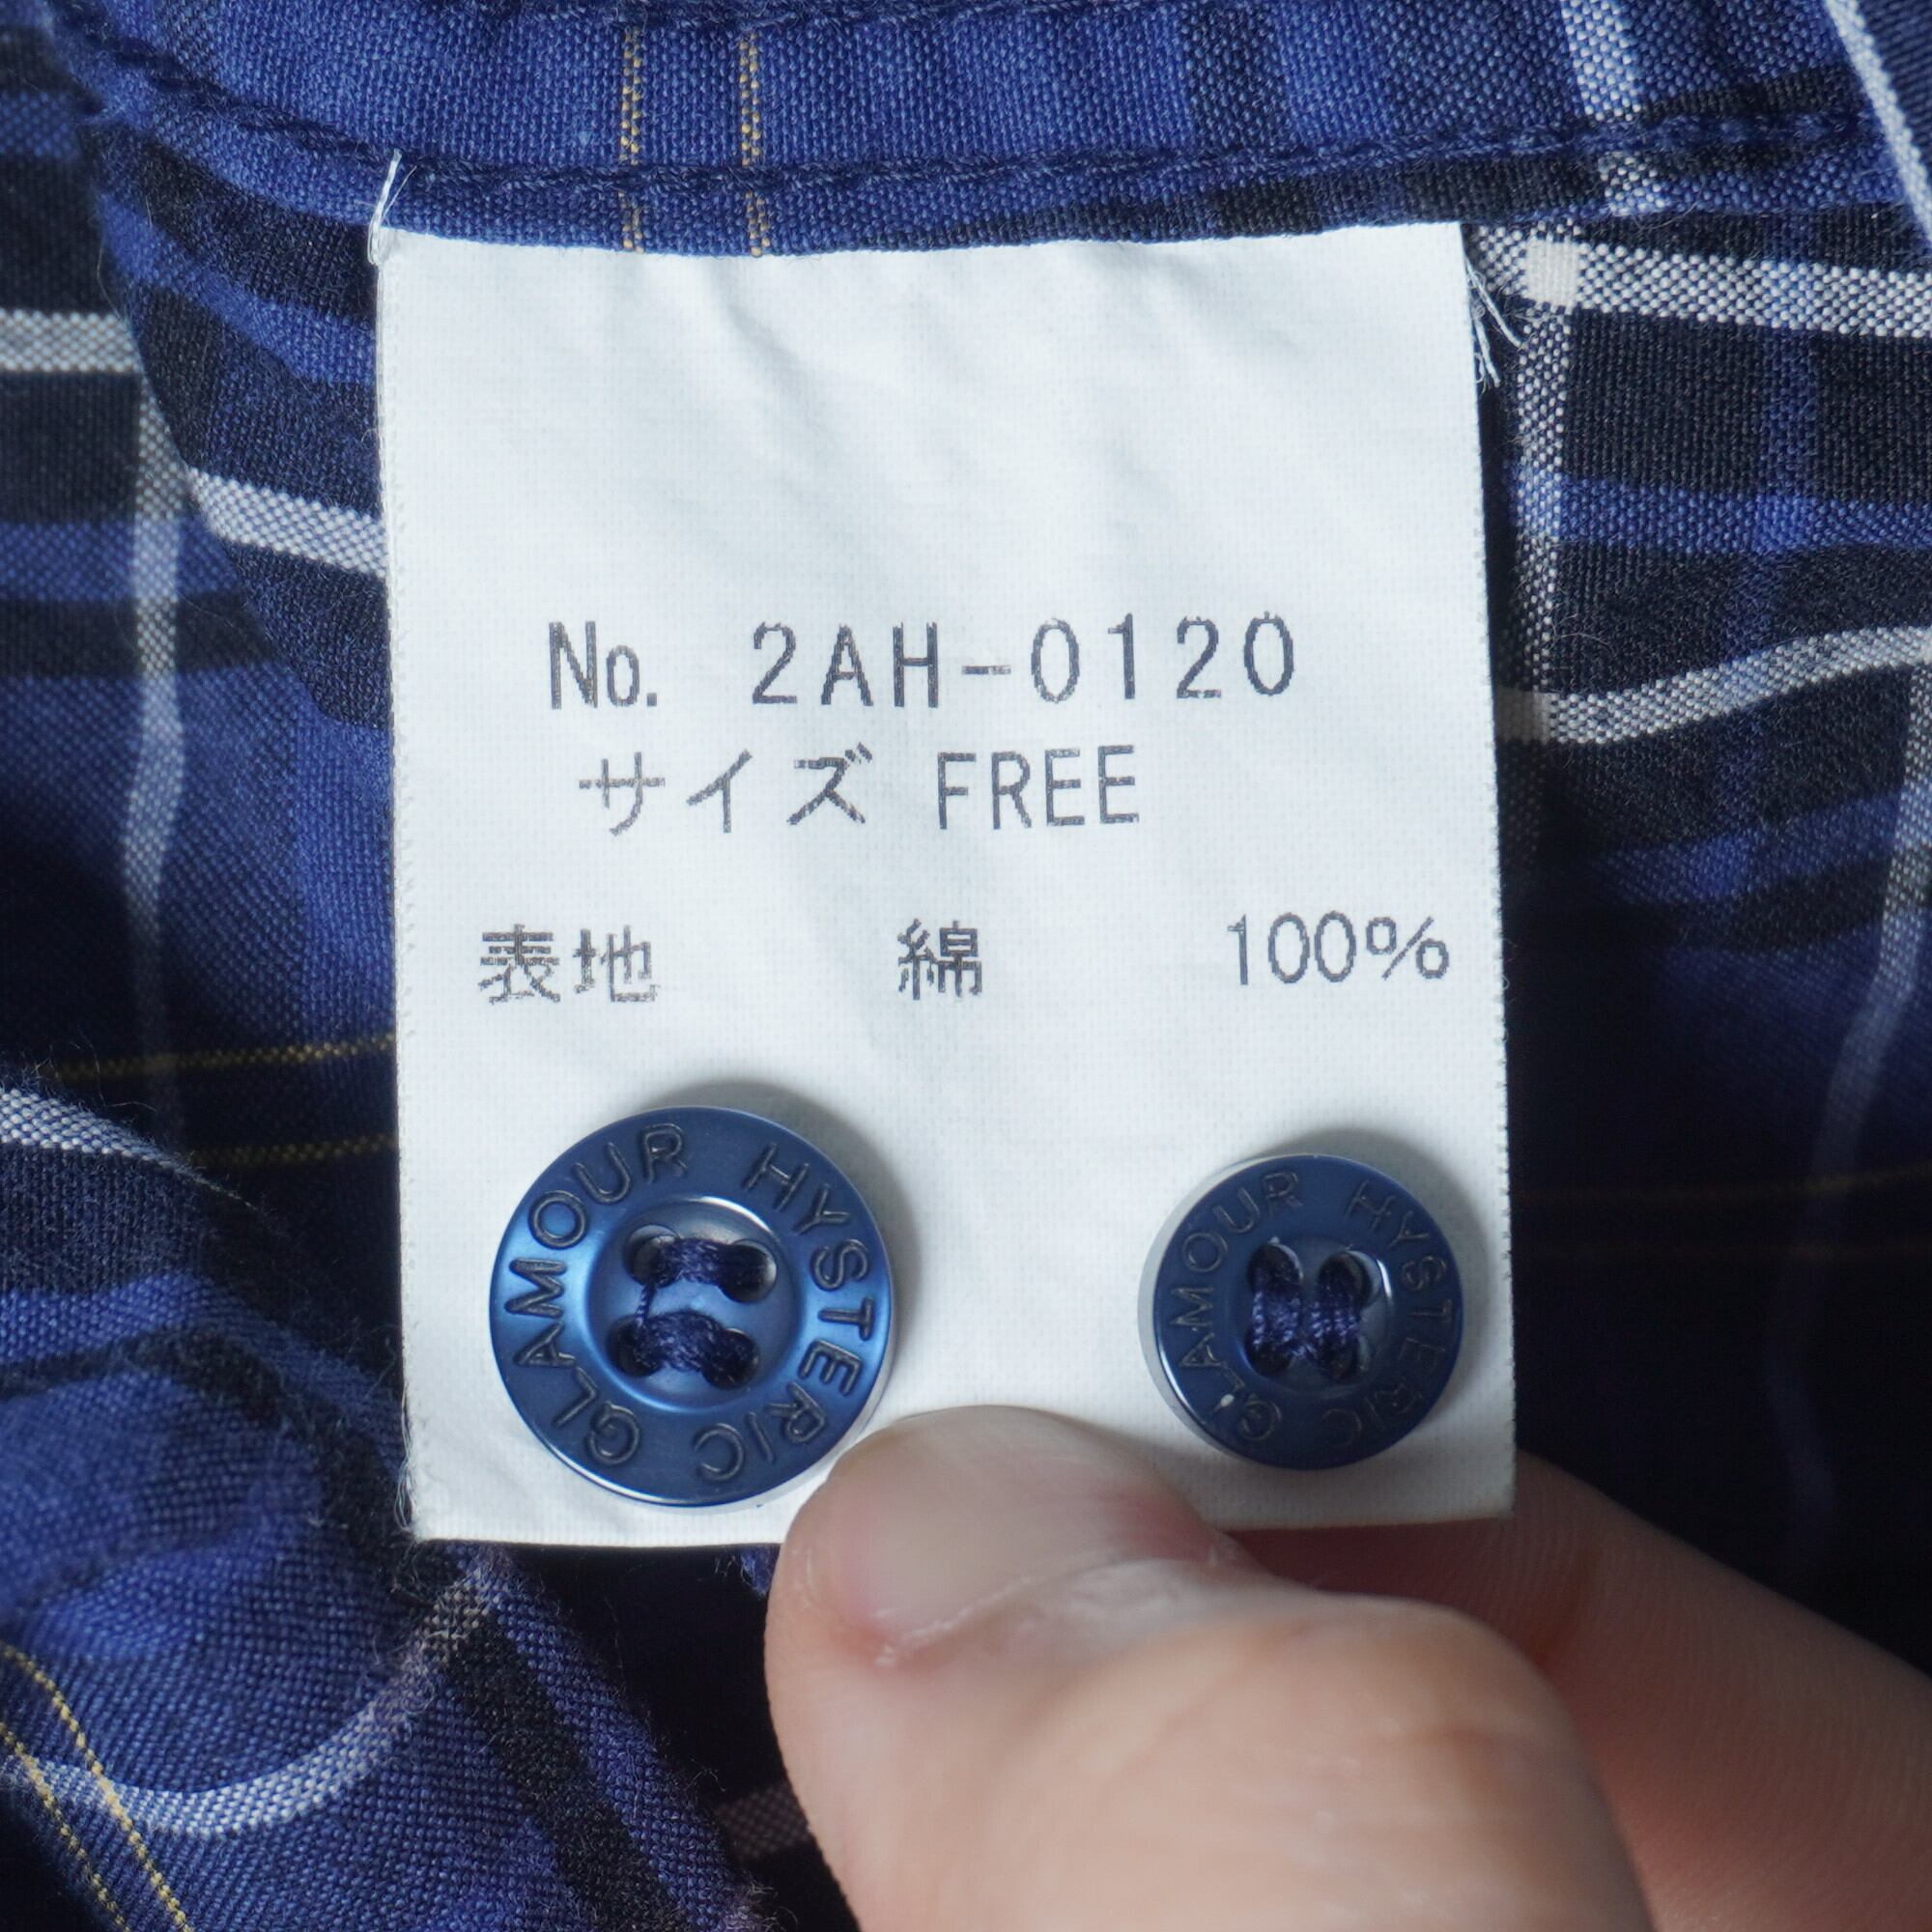 No. 2AH-0120
サイズ FREE
表地 綿 100%
GLAMOUR HYSTERIC
GLAMOUR HYSTERIC